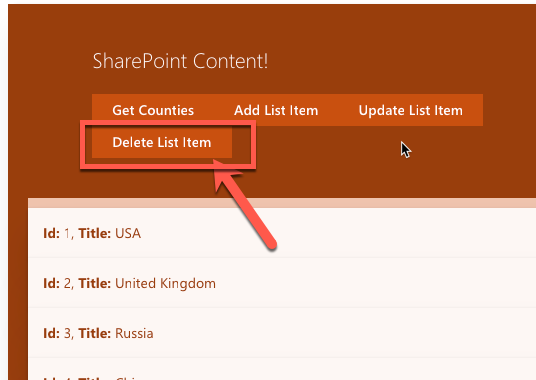 SharePoint Content!
Get Counties Add List Item Update List Item
Delete List Item
Id: 1, Title: USA
Id: 2, Title: United Kingdom
Id: 3, Title: Russia